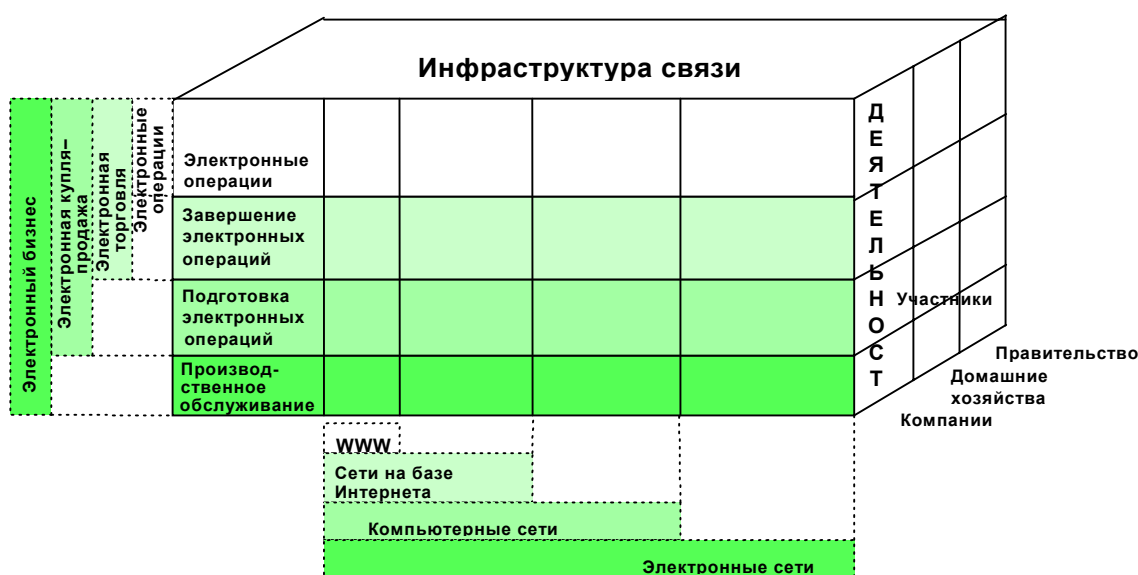 Инфраструктура связи
Электронный бизнес
Электронная купля–
продажа
Электронная
торговля
Электронные
операции
Электронные
операции
Завершение
электронных
операций
Подготовка
электронных
операций
Производ-
ственное
обслуживание
ДЕЯТЕЛЬНОСТ
Участники
Правительство
Домашние
хозяйства
Компании
WWW
Сети на базе
Интернета
Компьютерные сети
Электронные сети